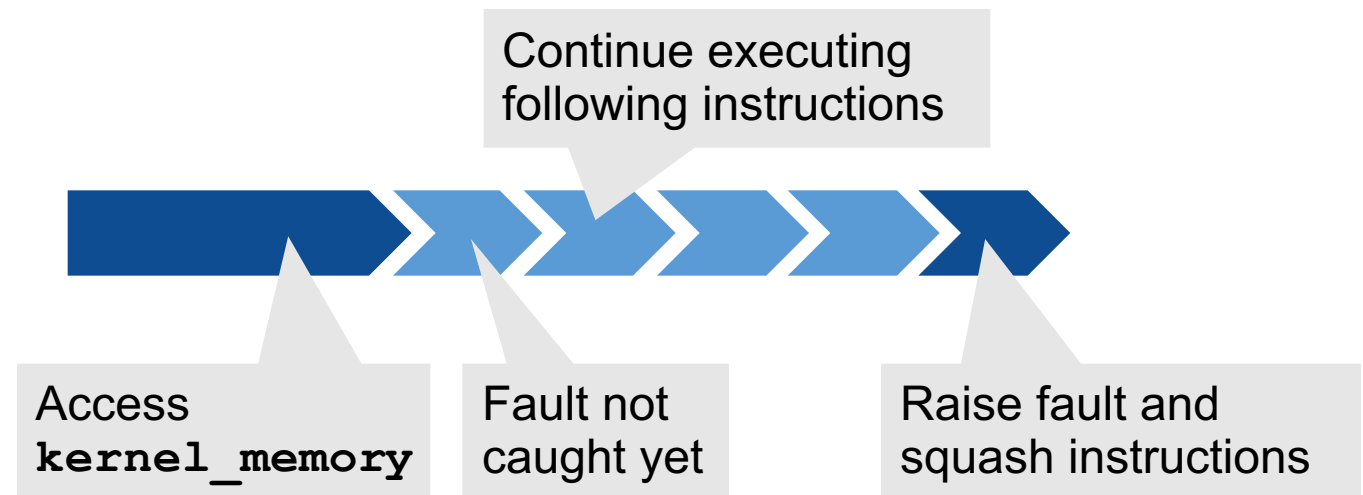 Continue executing
following instructions
Access
kernel_memory
Fault not
caught yet
Raise fault and
squash instructions